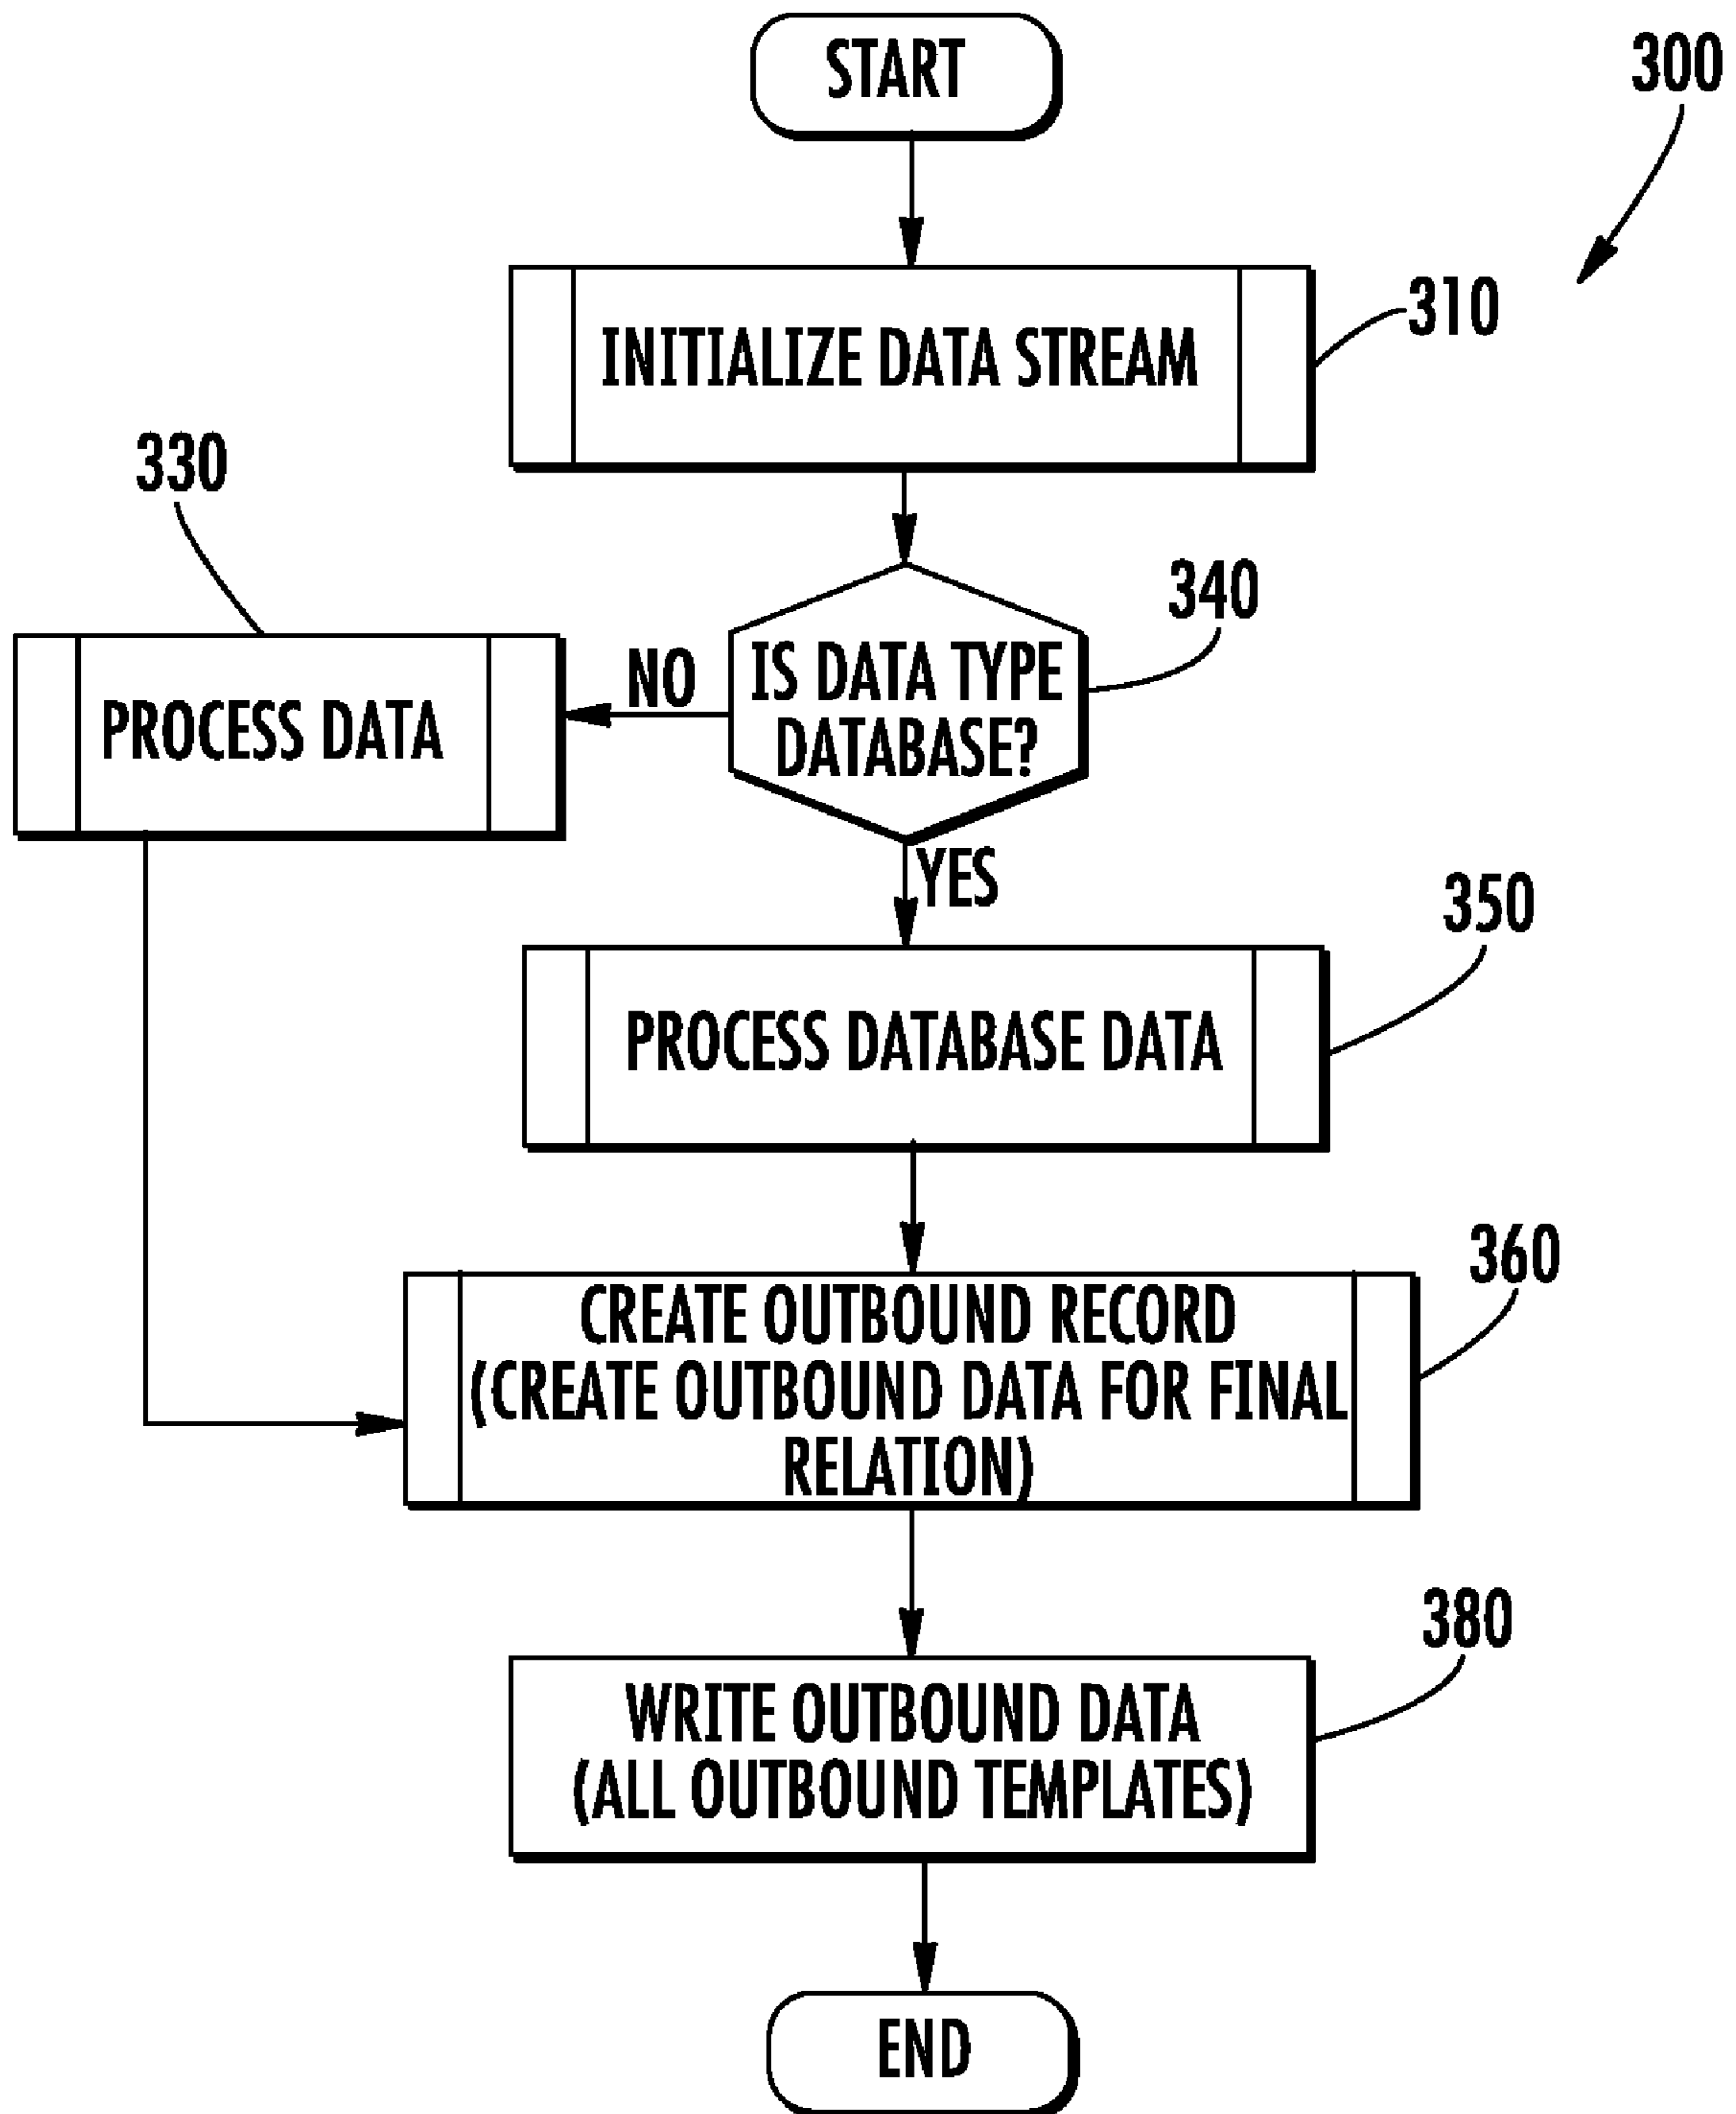 START
300
INITIALIZE DATA STREAM
310
330
340
PROCESS DATA
NO
IS DATA TYPE
DATABASE?
YES
350
PROCESS DATABASE DATA
360
CREATE OUTBOUND RECORD
(CREATE OUTBOUND DATA FOR FINAL
RELATION)
380
WRITE OUTBOUND DATA
(ALL OUTBOUND TEMPLATES)
END